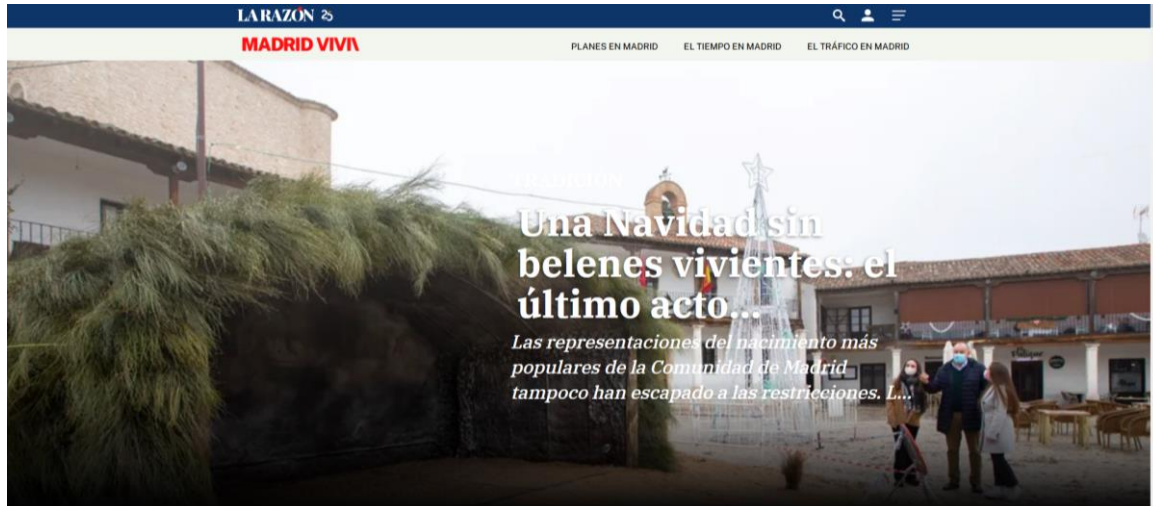 LA RAZÓN 25
MADRID VIVA
PLANES EN MADRID EL TIEMPO EN MADRID EL TRÁFICO EN MADRID
TRADICIÓN
Una Navidad sin
belenes vivientes: el
último acto...
Las representaciones del nacimiento más
populares de la Comunidad de Madrid
tampoco han escapado a las restricciones. L...